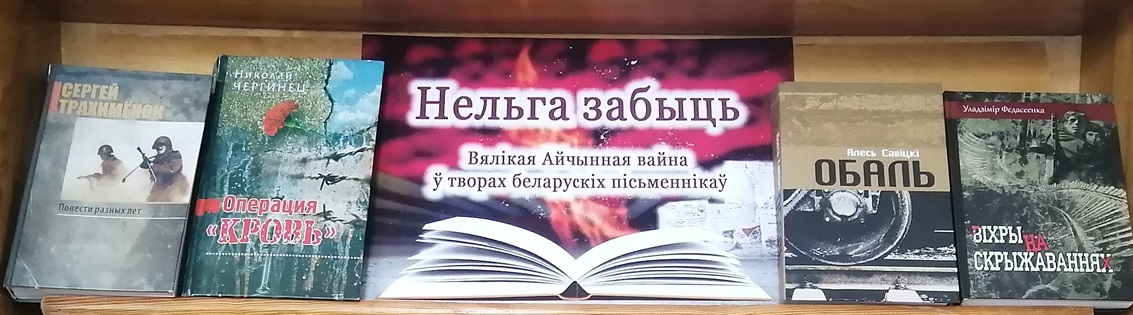 СЕРГЕЙ
ТРАХИМЁНОК
Повести разных лет
Николай
ЧЕРГИНЕЦ
Операция
«КРОВЬ»
Нельга забыць
Вялікая Айчынная вайна
ў творах беларускіх пісьменнікаў
Алесь Савіцкі
ОБАЛЬ
Уладзімір Федасеенка
ВІХРЫ НА
СКРЫЖАВАННЯХ